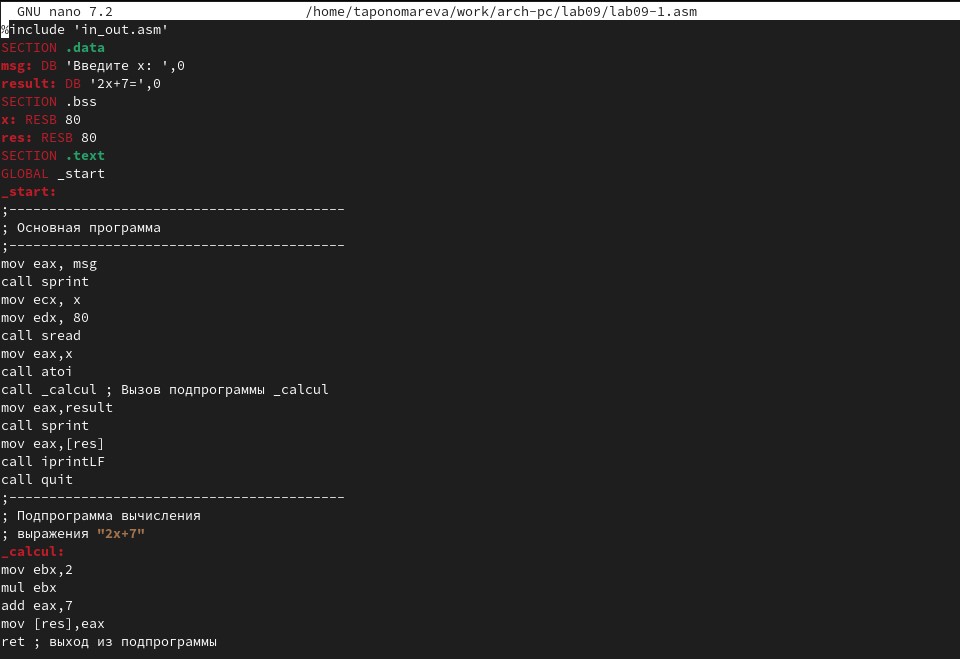 GNU nano 7.2 /home/taponomareva/work/arch-pc/lab09/lab09-1.asm
%include 'in_out.asm'
SECTION .data
msg: DB 'Введите x: ',0
result: DB '2x+7=',0
SECTION .bss
x: RESB 80
res: RESB 80
SECTION .text
GLOBAL _start
_start:
;------------------------------------------
; Основная программа
;------------------------------------------
mov eax, msg
call sprint
mov ecx, x
mov edx, 80
call sread
mov eax,x
call atoi
call _calcul ; Вызов подпрограммы _calcul
mov eax,result
call sprint
mov eax,[res]
call iprintLF
call quit
;------------------------------------------
; Подпрограмма вычисления
; выражения "2x+7"
_calcul:
mov ebx,2
mul ebx
add eax,7
mov [res],eax
ret ; выход из подпрограммы